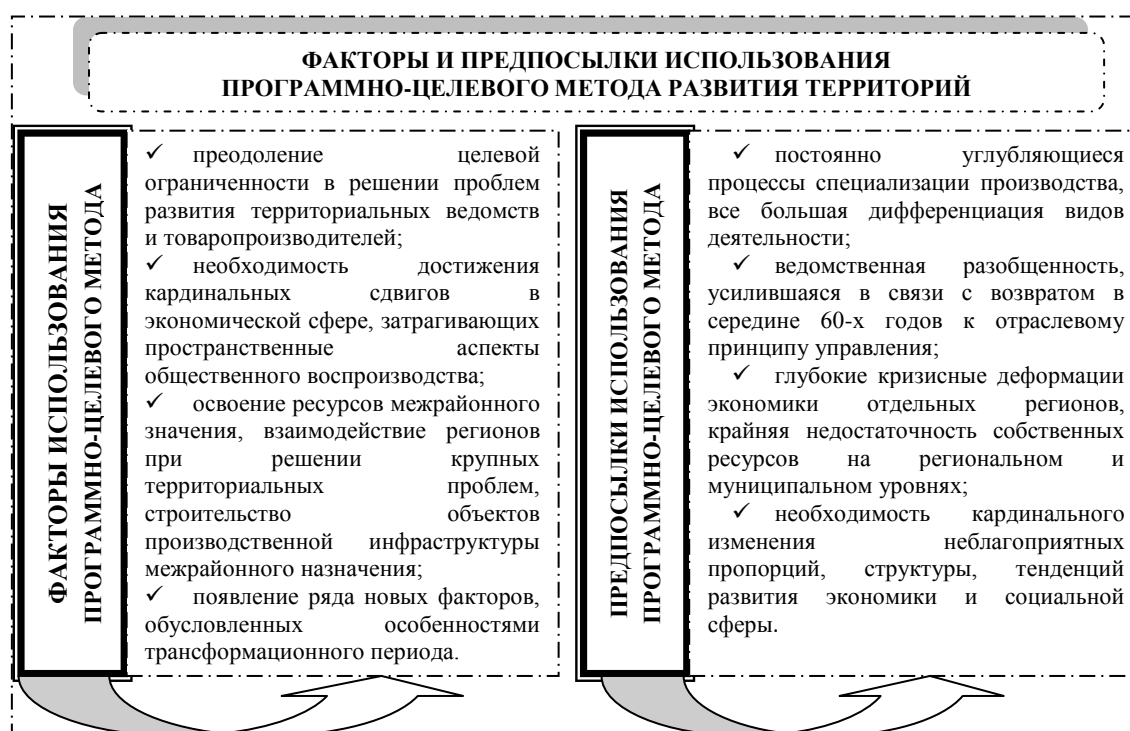 ФАКТОРЫ И ПРЕДПОСЫЛКИ ИСПОЛЬЗОВАНИЯ
ПРОГРАММНО-ЦЕЛЕВОГО МЕТОДА РАЗВИТИЯ ТЕРРИТОРИЙ
ФАКТОРЫ ИСПОЛЬЗОВАНИЯ
ПРОГРАММНО-ЦЕЛЕВОГО МЕТОДА
✓ преодоление целевой
ограниченности в решении проблем
развития территориальных ведомств
и товаропроизводителей;
✓ необходимость достижения
кардинальных сдвигов в
экономической сфере, затрагивающих
пространственные аспекты
общественного воспроизводства;
✓ освоение ресурсов межрайонного
значения, взаимодействие регионов
при решении крупных
территориальных проблем,
строительство объектов
производственной инфраструктуры
межрайонного назначения;
✓ появление ряда новых факторов,
обусловленных особенностями
трансформационного периода.
ПРЕДПОСЫЛКИ ИСПОЛЬЗОВАНИЯ
ПРОГРАММНО-ЦЕЛЕВОГО МЕТОДА
✓ постоянно углубляющиеся
процессы специализации производства,
все большая дифференциация видов
деятельности;
✓ ведомственная разобщенность,
усилившаяся в связи с возвратом в
середине 60-х годов к отраслевому
принципу управления;
✓ глубокие кризисные деформации
экономики отдельных регионов,
крайняя недостаточность собственных
ресурсов на региональном и
муниципальном уровнях;
✓ необходимость кардинального
изменения неблагоприятных
пропорций, структуры, тенденций
развития экономики и социальной
сферы.